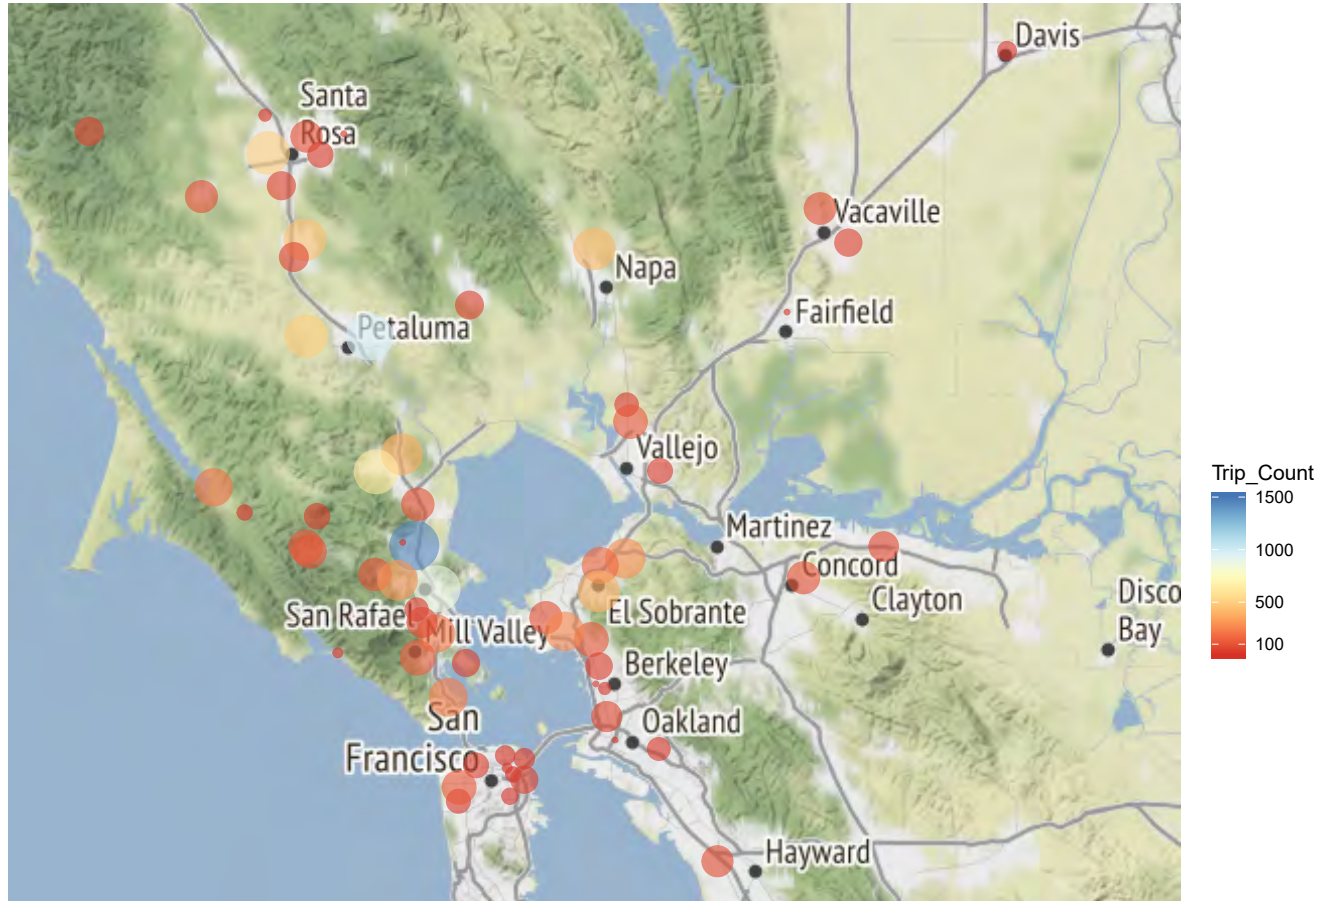 Davis
Santa
Rosa
Vacaville
Napa
Fairfield
Petaluma
Vallejo
Trip_Count
1500
1000
500
100
Martinez
Concord
Clayton
Disco
Bay
San Rafael
El Sobrante
Mill Valley
Berkeley
San
Francisco
Oakland
Hayward